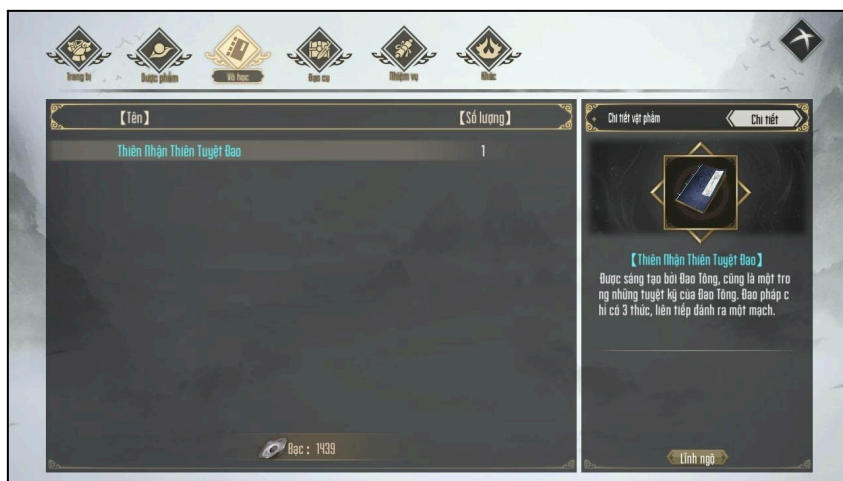 Trang bị
Dược phẩm
Võ học
Đạo cụ
Nhiệm vụ
Khác
【Tên】 【Số lượng】
Thiên Nhận Thiên Tuyệt Đao 1
Bạc : 1439
Chi tiết vật phẩm
Chi tiết
【Thiên Nhận Thiên Tuyệt Đao】
Được sáng tạo bởi Đao Tông, cũng là một tro
ng những tuyệt kỹ của Đao Tông. Đao pháp c
hỉ có 3 thức, liên tiếp đánh ra một mạch.
Lĩnh ngộ